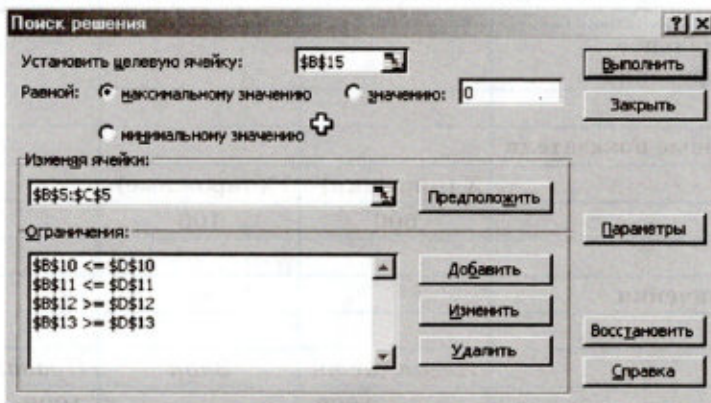 Поиск решения
Установить целевую ячейку: $B$15
Равной: максимальному значению значению: 0
минимальному значению
Изменяя ячейки:
$B$5:$C$5
Предположить
Ограничения:
$B$10 <= $D$10
$B$11 <= $D$11
$B$12 >= $D$12
$B$13 >= $D$13
Добавить
Изменить
Удалить
Выполнить
Закрыть
Параметры
Восстановить
Справка